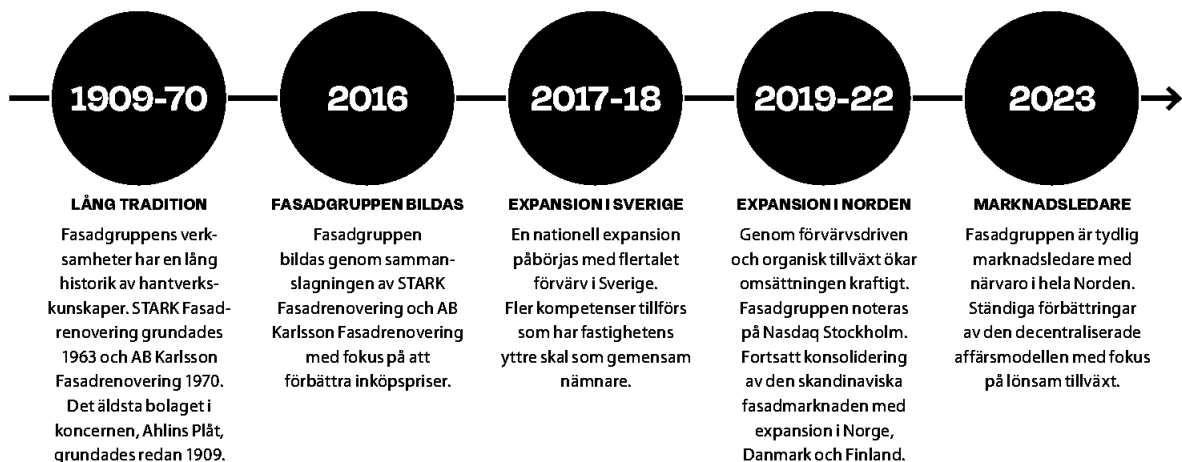 1909-70
LÅNG TRADITION
Fasadgruppens verk-
samheter har en lång
historik av hantverks-
kunskaper. STARK Fasad-
renovering grundades
1963 och AB Karlsson
Fasadrenovering 1970.
Det äldsta bolaget i
koncernen, Ahlins Plåt,
grundades redan 1909.
2016
FASADGRUPPEN BILDAS
Fasadgruppen
bildas genom samman-
slagningen av STARK
Fasadrenovering och AB
Karlsson Fasadrenovering
med fokus på att
förbättra inköpspriser.
2017-18
EXPANSION I SVERIGE
En nationell expansion
påbörjas med flertalet
förvärv i Sverige.
Fler kompetenser tillförs
som har fastighetens
yttre skal som gemensam
nämnare.
2019-22
EXPANSION I NORDEN
Genom förvärvsdriven
och organisk tillväxt ökar
omsättningen kraftigt.
Fasadgruppen noteras
på Nasdaq Stockholm.
Fortsatt konsolidering
av den skandinaviska
fasadmarknaden med
expansion i Norge,
Danmark och Finland.
2023
MARKNADSLEDARE
Fasadgruppen är tydlig
marknadsledare med
närvaro i hela Norden.
Ständiga förbättringar
av den decentraliserade
affärsmodellen med fokus
på lönsam tillväxt.